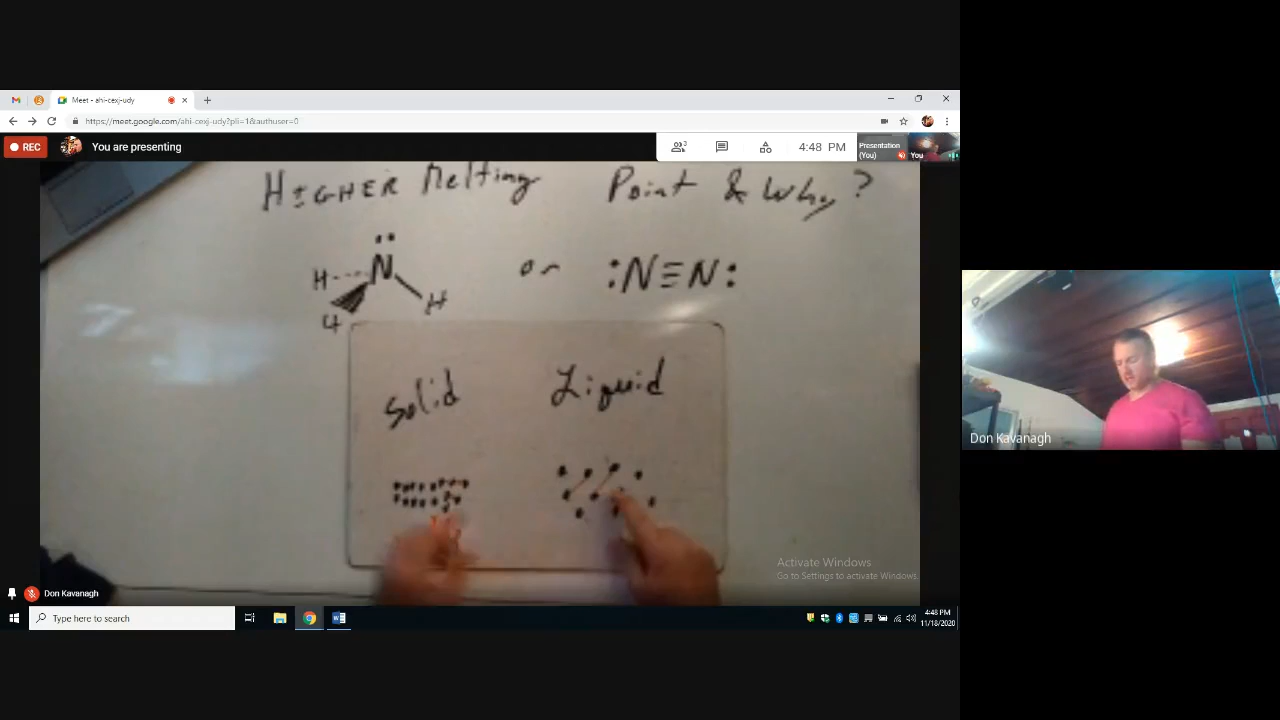 Meet - ahi-cexj-udy
https://meet.google.com/ahi-cexj-udy?pli=1&authuser=0
REC
You are presenting
3
4:48 PM
Presentation
(You)
You
HIGHER Melting Point & Why?
H N H
H
or
:N≡N:
Solid
Liquid
Don Kavanagh
Activate Windows
Go to Settings to activate Windows.
Don Kavanagh
Type here to search
4:48 PM
11/18/2020